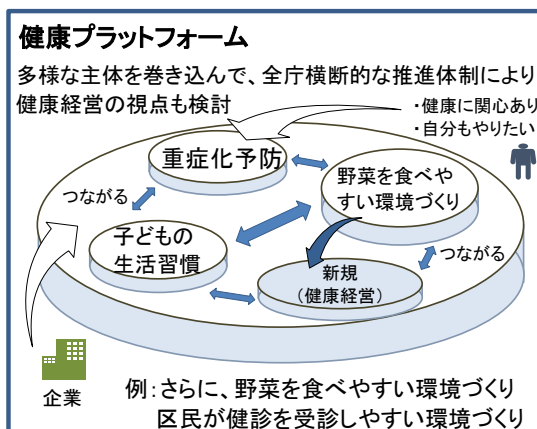 健康プラットフォーム
多様な主体を巻き込んで、全庁横断的な推進体制により
健康経営の視点も検討
・健康に関心あり
・自分もやりたい
重症化予防
野菜を食べや
すい環境づくり
つながる
子どもの
生活習慣
つながる
新規
（健康経営）
企業
例：さらに、野菜を食べやすい環境づくり
区民が健診を受診しやすい環境づくり